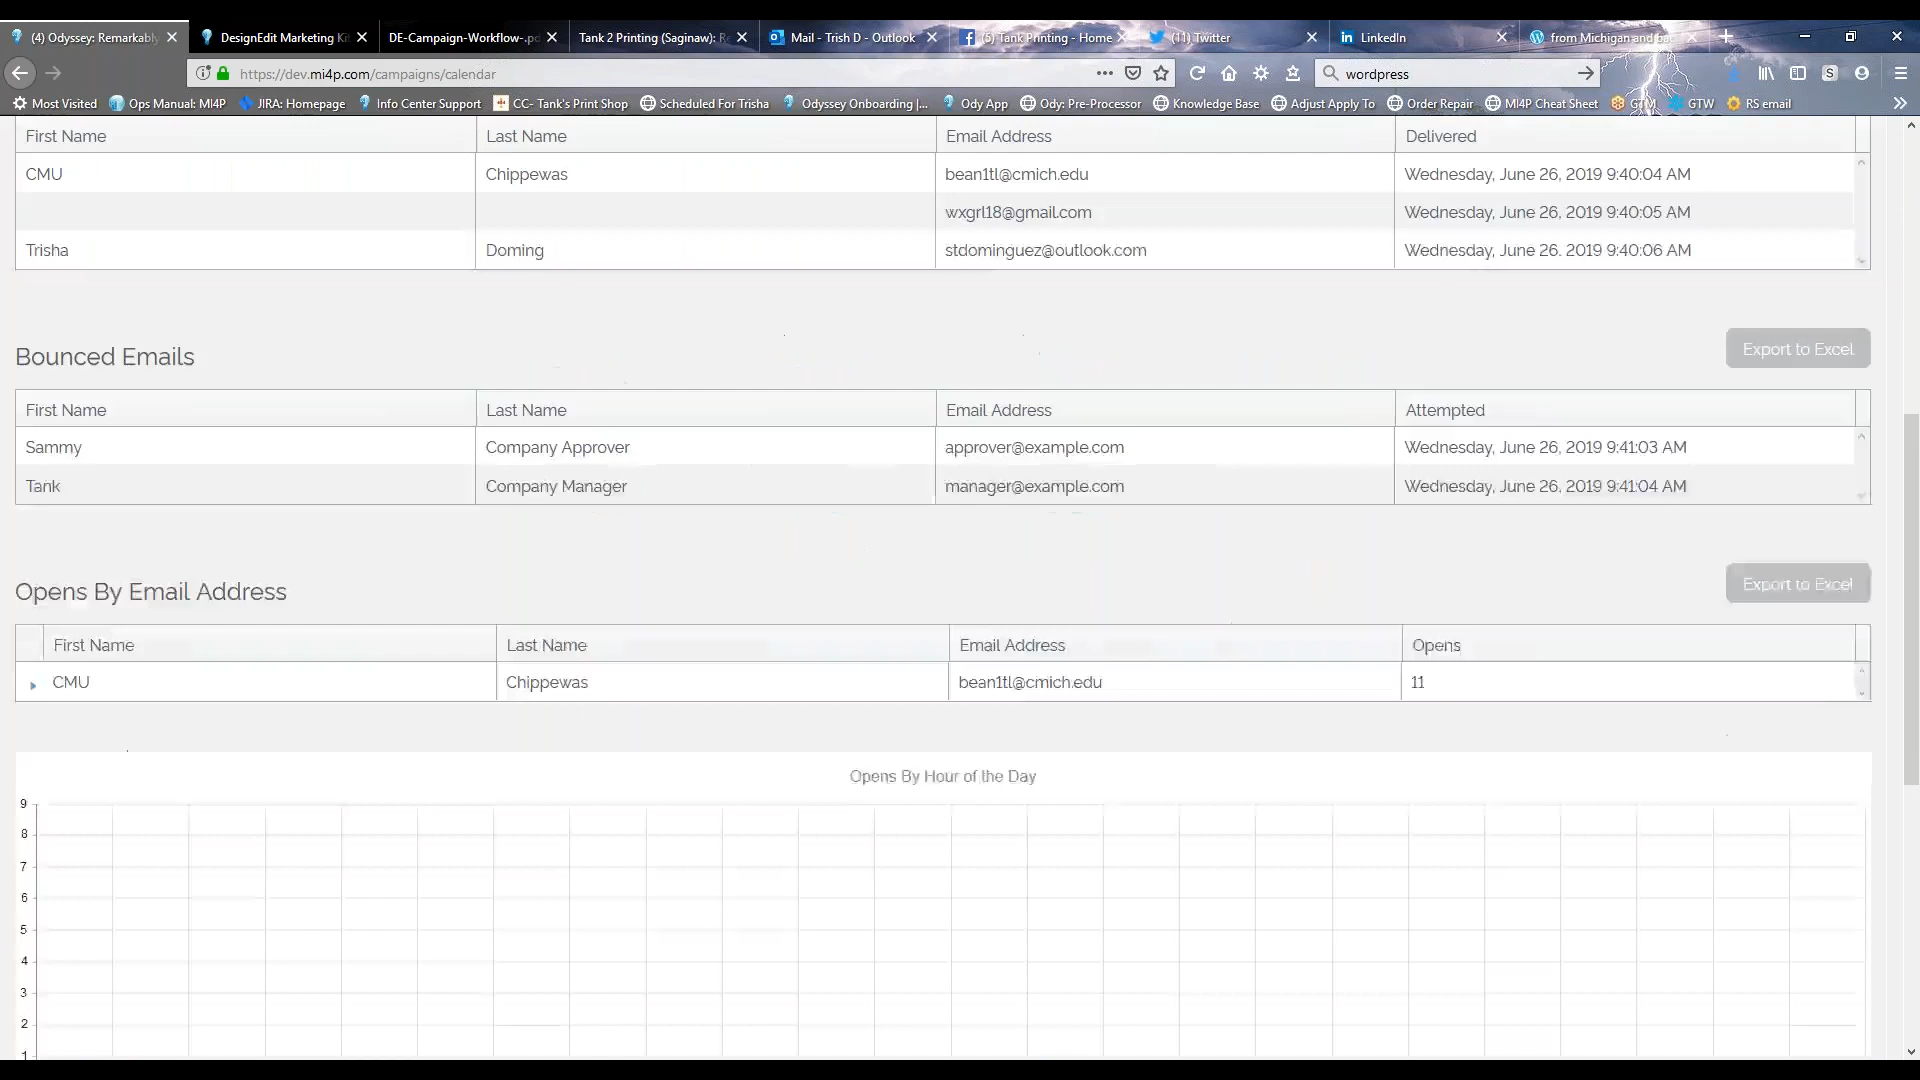 (4) Odyssey: Remarkably
DesignEdit Marketing Ki
DE-Campaign-Workflow-.pd
Tank 2 Printing (Saginaw): R
Mail - Trish D - Outlook
(5) Tank Printing - Home
(11) Twitter
LinkedIn
from Michigan and
https://dev.mi4p.com/campaigns/calendar
wordpress
Most Visited
Ops Manual: MI4P
JIRA: Homepage
Info Center Support
CC- Tank's Print Shop
Scheduled For Trisha
Odyssey Onboarding |...
Ody App
Ody: Pre-Processor
Knowledge Base
Adjust Apply To
Order Repair
MI4P Cheat Sheet
GTM
GTW
RS email
First Name Last Name Email Address Delivered
CMU Chippewas bean1tl@cmich.edu Wednesday, June 26, 2019 9:40:04 AM
wxgrl18@gmail.com Wednesday, June 26, 2019 9:40:05 AM
Trisha Doming stdominguez@outlook.com Wednesday, June 26, 2019 9:40:06 AM
Bounced Emails
Export to Excel
First Name Last Name Email Address Attempted
Sammy Company Approver approver@example.com Wednesday, June 26, 2019 9:41:03 AM
Tank Company Manager manager@example.com Wednesday, June 26, 2019 9:41:04 AM
Opens By Email Address
Export to Excel
First Name Last Name Email Address Opens
CMU Chippewas bean1tl@cmich.edu 11
Opens By Hour of the Day
9
8
7
6
5
4
3
2
1